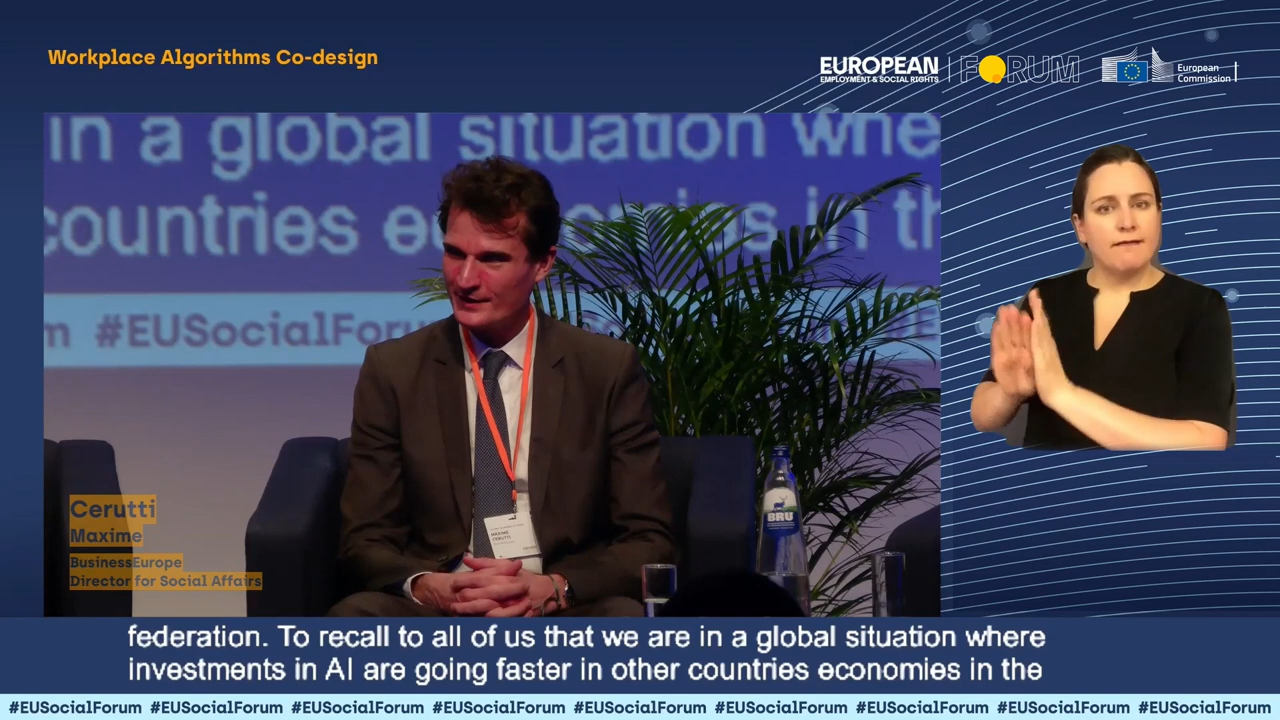 Workplace Algorithms Co-design
EUROPEAN
EMPLOYMENT & SOCIAL RIGHTS
FORUM
European
Commission
in a global situation whe
countries economies in th
m #EUSocialForum
MAXIME
CERUTTI
BRU
Cerutti
Maxime
BusinessEurope
Director for Social Affairs
federation. To recall to all of us that we are in a global situation where
investments in AI are going faster in other countries economies in the
#EUSocialForum #EUSocialForum #EUSocialForum #EUSocialForum #EUSocialForum #EUSocialForum #EUSocialForum #EUSocialForum #EUSocialForum